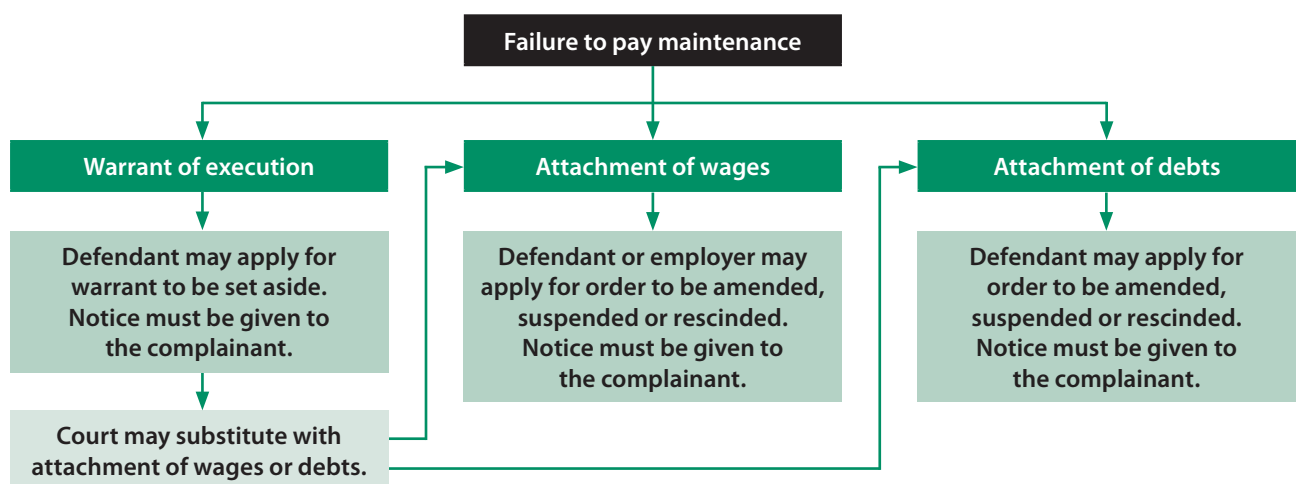 Failure to pay maintenance
Warrant of execution
Attachment of wages
Attachment of debts
Defendant may apply for
warrant to be set aside.
Notice must be given to
the complainant.
Defendant or employer may
apply for order to be amended,
suspended or rescinded.
Notice must be given to
the complainant.
Defendant may apply for
order to be amended,
suspended or rescinded.
Notice must be given to
the complainant.
Court may substitute with
attachment of wages or debts.